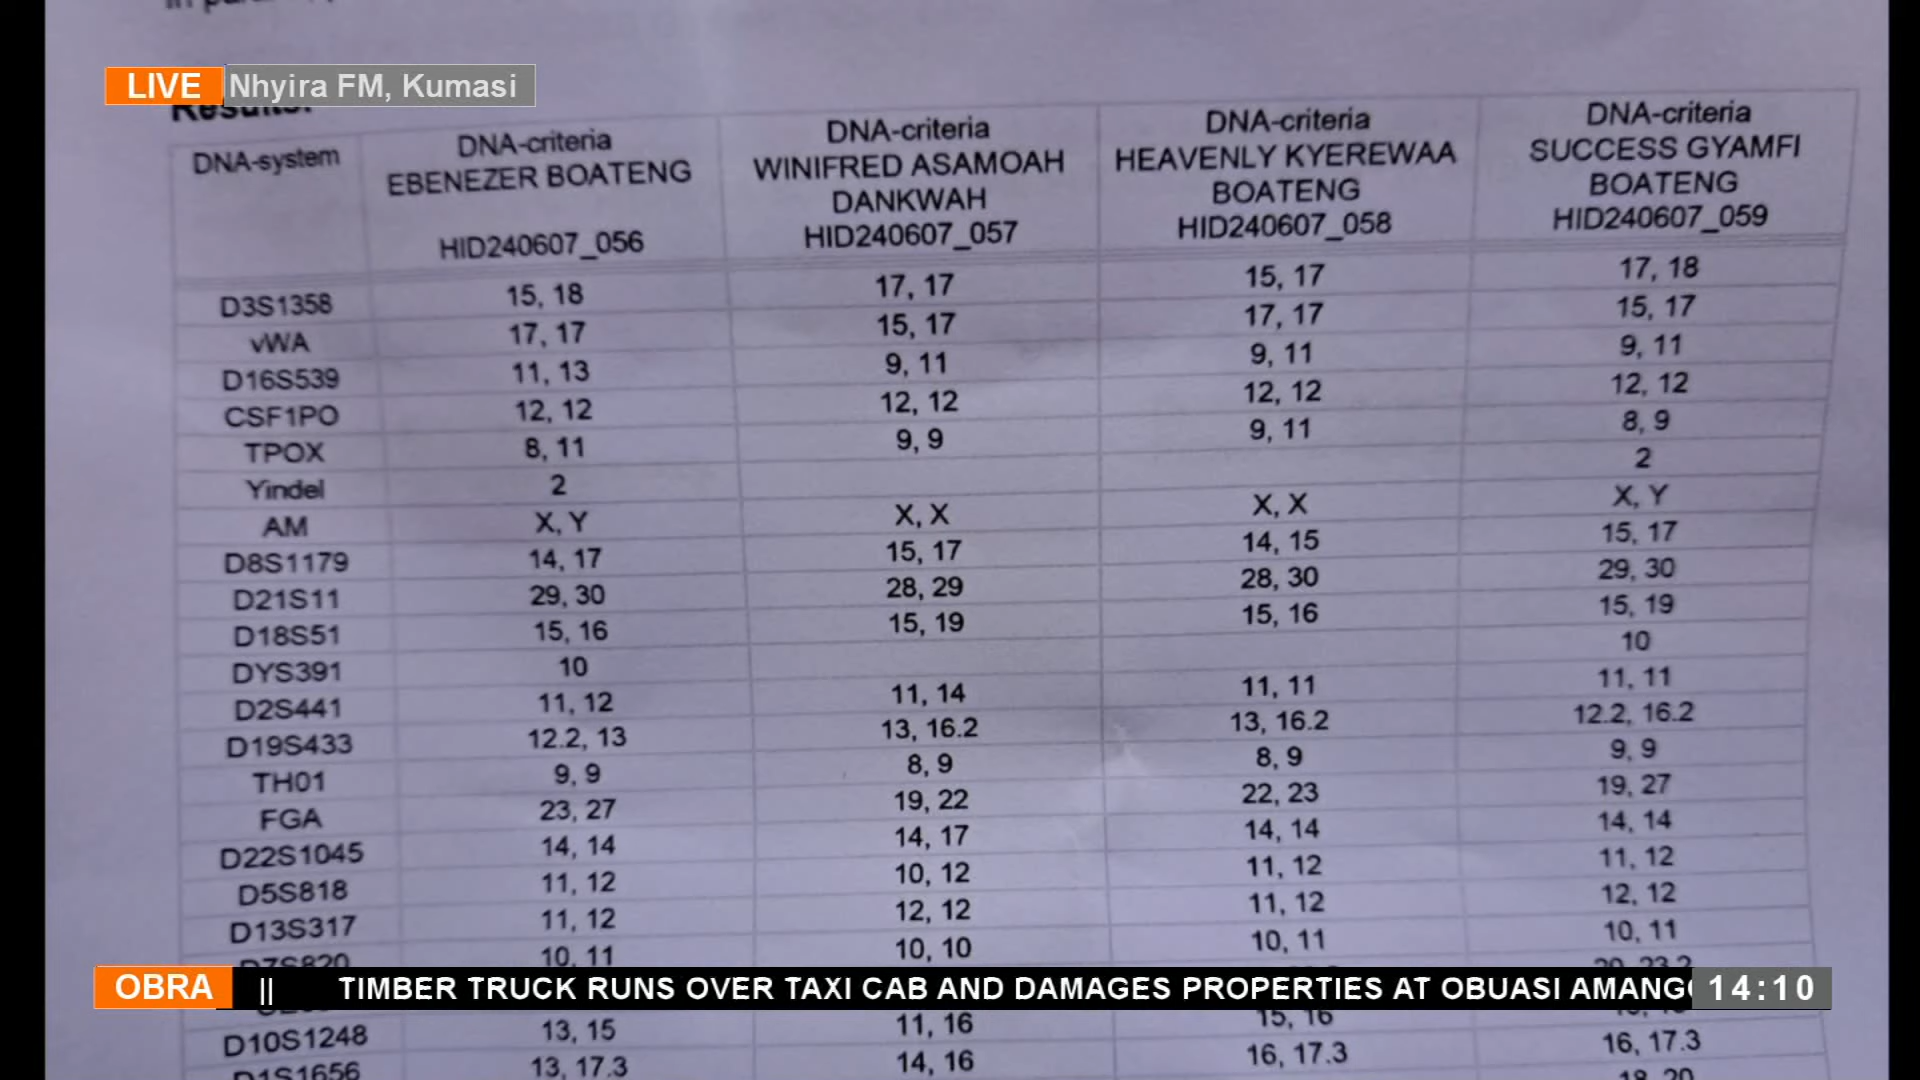 LIVE Nhyira FM, Kumasi
Results:
DNA-system
DNA-criteria
EBENEZER BOATENG
HID240607_056
DNA-criteria
WINIFRED ASAMOAH
DANKWAH
HID240607_057
DNA-criteria
HEAVENLY KYEREWAA
BOATENG
HID240607_058
DNA-criteria
SUCCESS GYAMFI
BOATENG
HID240607_059
D3S1358 15, 18 17, 17 15, 17 17, 18
vWA 17, 17 15, 17 17, 17 15, 17
D16S539 11, 13 9, 11 9, 11 9, 11
CSF1PO 12, 12 12, 12 12, 12 12, 12
TPOX 8, 11 9, 9 9, 11 8, 9
Yindel 2 2
AM X, Y X, X X, X X, Y
D8S1179 14, 17 15, 17 14, 15 15, 17
D21S11 29, 30 28, 29 28, 30 29, 30
D18S51 15, 16 15, 19 15, 16 15, 19
DYS391 10 10
D2S441 11, 12 11, 14 11, 11 11, 11
D19S433 12.2, 13 13, 16.2 13, 16.2 12.2, 16.2
TH01 9, 9 8, 9 8, 9 9, 9
FGA 23, 27 19, 22 22, 23 19, 27
D22S1045 14, 14 14, 17 14, 14 14, 14
D5S818 11, 12 10, 12 11, 12 11, 12
D13S317 11, 12 12, 12 11, 12 12, 12
D7S820 10, 11 10, 10 10, 11 10, 11
OBRA || TIMBER TRUCK RUNS OVER TAXI CAB AND DAMAGES PROPERTIES AT OBUASI 14:10
D10S1248 13, 15 11, 16 15, 16
D1S1656 13, 17.3 14, 16 16, 17.3 16, 17.3